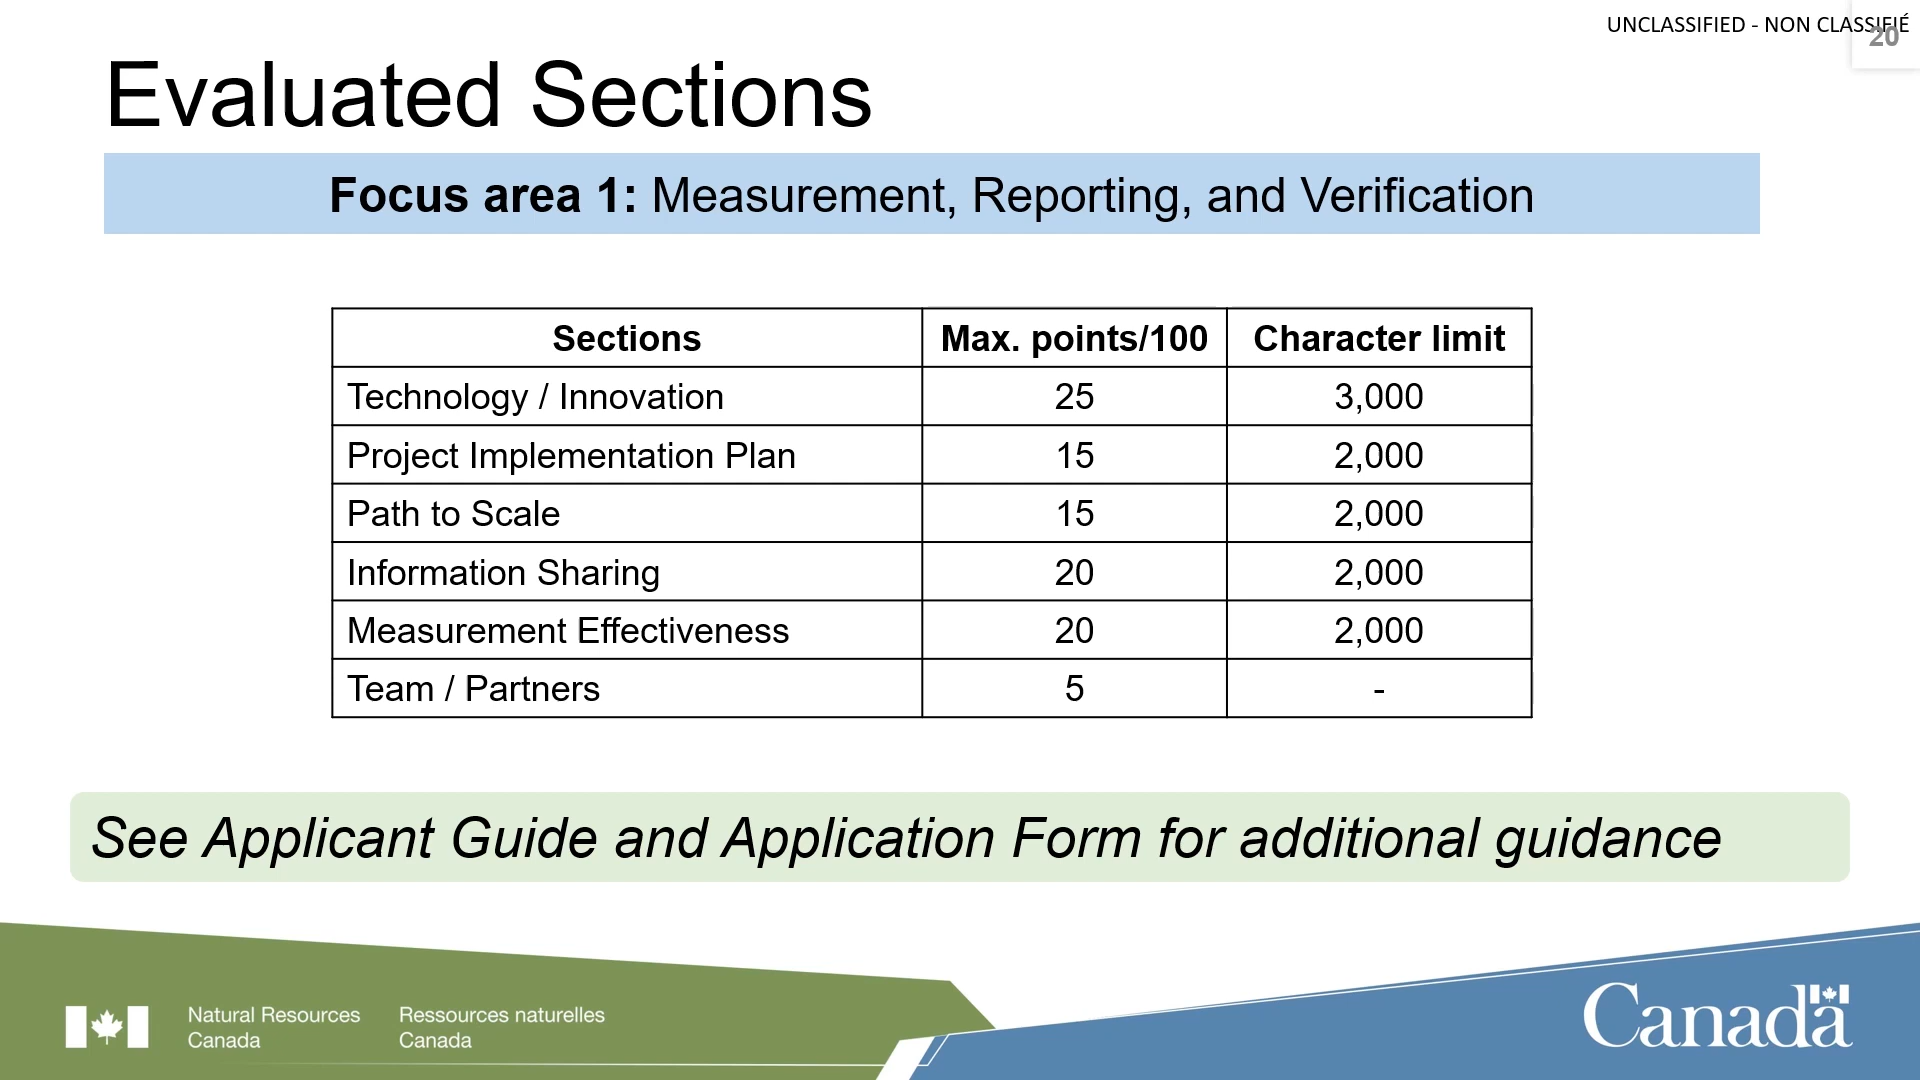 UNCLASSIFIED - NON CLASSIFIÉ
20
Evaluated Sections
Focus area 1: Measurement, Reporting, and Verification
Sections Max. points/100 Character limit
Technology / Innovation 25 3,000
Project Implementation Plan 15 2,000
Path to Scale 15 2,000
Information Sharing 20 2,000
Measurement Effectiveness 20 2,000
Team / Partners 5 -
See Applicant Guide and Application Form for additional guidance
Natural Resources Ressources naturelles
Canada Canada
Canada